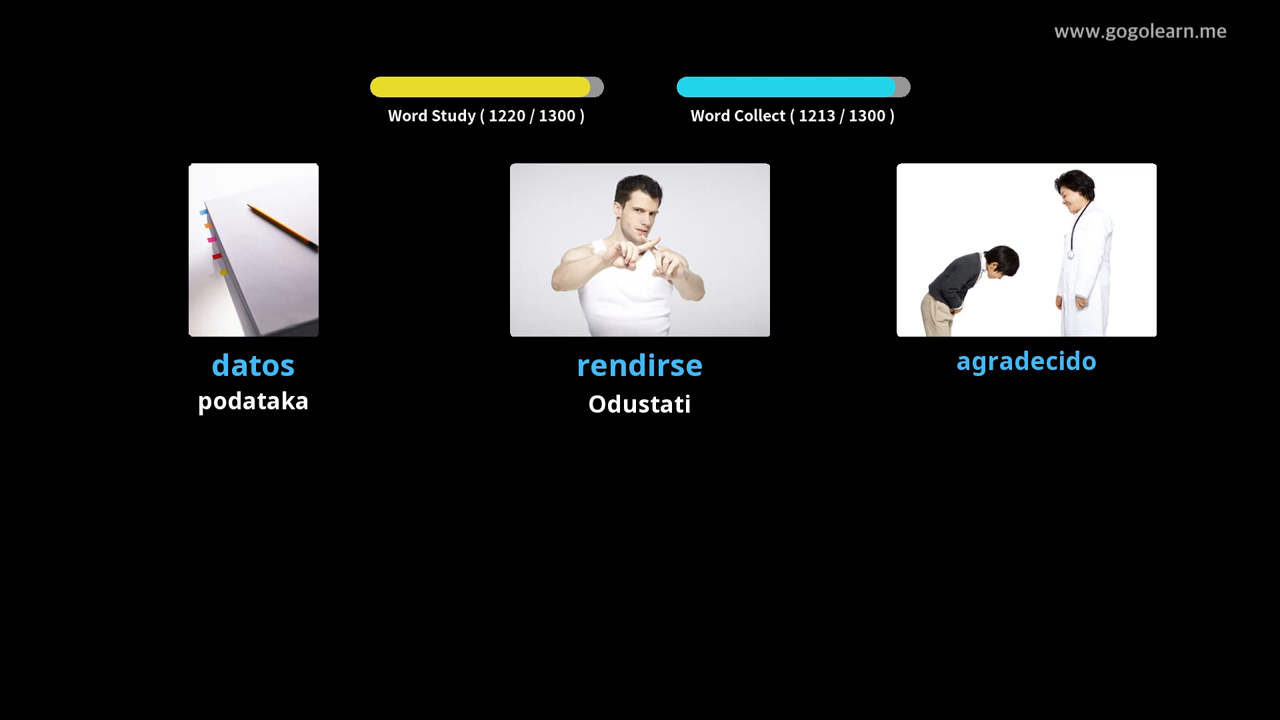 www.gogolearn.me
Word Study ( 1220 / 1300 )
Word Collect ( 1213 / 1300 )
datos
podataka
rendirse
Odustati
agradecido